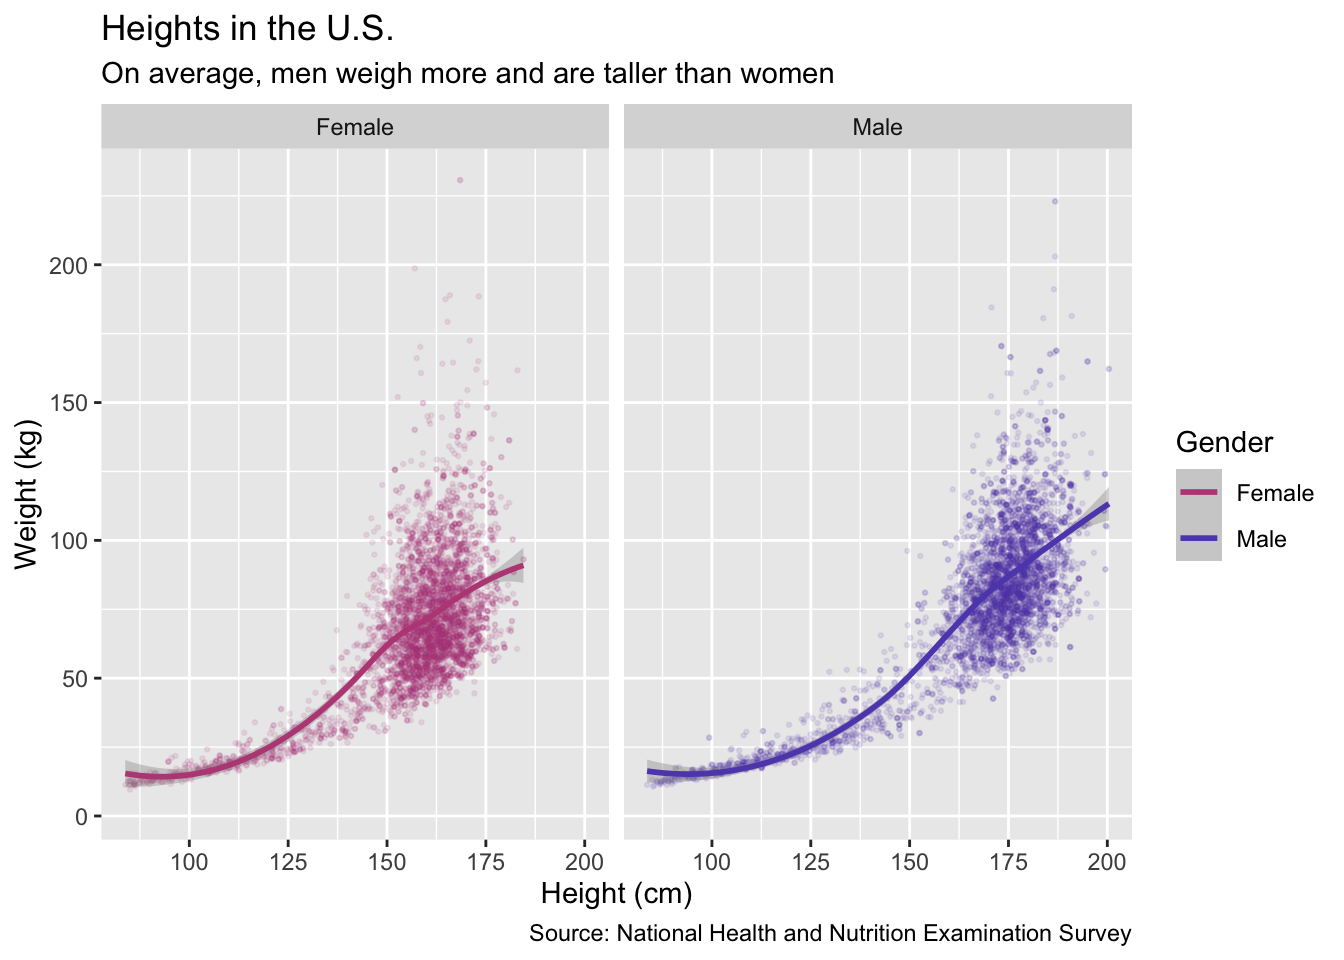 Heights in the U.S.
On average, men weigh more and are taller than women
Female
Male
Weight (kg)
200
150
100
50
0
100 125 150 175 200
100 125 150 175 200
Height (cm)
Gender
Female
Male
Source: National Health and Nutrition Examination Survey